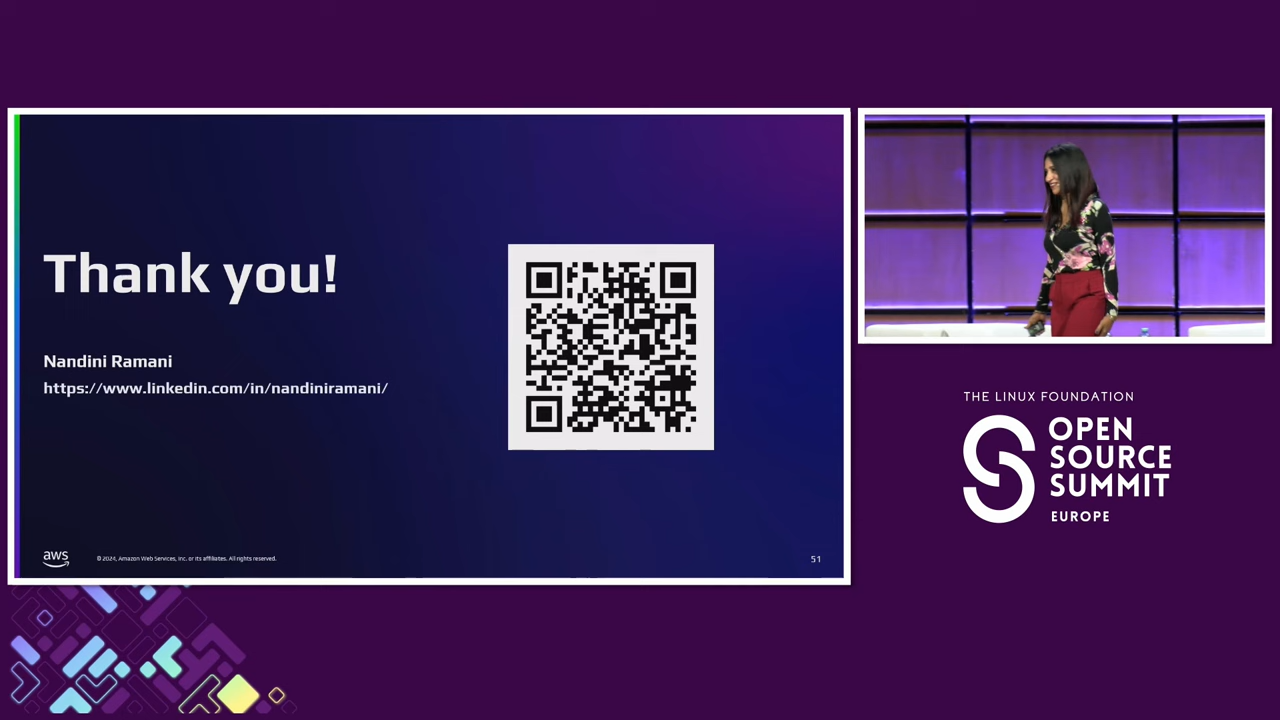 Thank you!
Nandini Ramani
https://www.linkedin.com/in/nandiniramani/
aws
© 2024, Amazon Web Services, Inc. or its affiliates. All rights reserved.
51
THE LINUX FOUNDATION
OPEN
SOURCE
SUMMIT
EUROPE